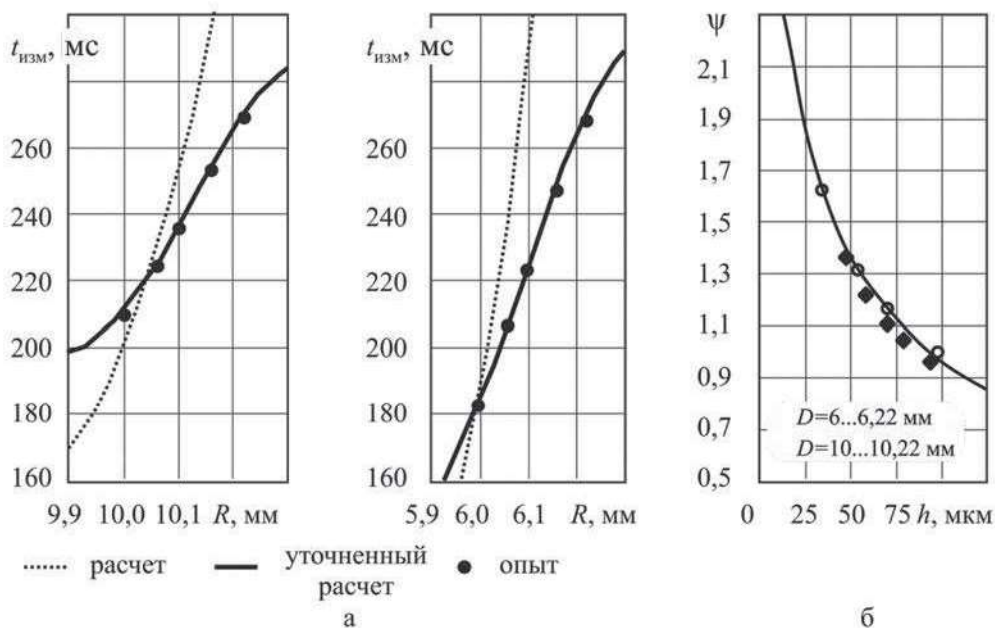 t изм, мс
260
240
220
200
180
160
9,9 10,0 10,1 R, мм
t изм, мс
260
240
220
200
180
160
5,9 6,0 6,1 R, мм
ψ
2,1
1,9
1,7
1,5
1,3
1,1
0,9
0,7
0,5
D=6...6,22 мм
D=10...10,22 мм
0 25 50 75 h, мкм
расчет
уточненный
расчет
опыт
а
б